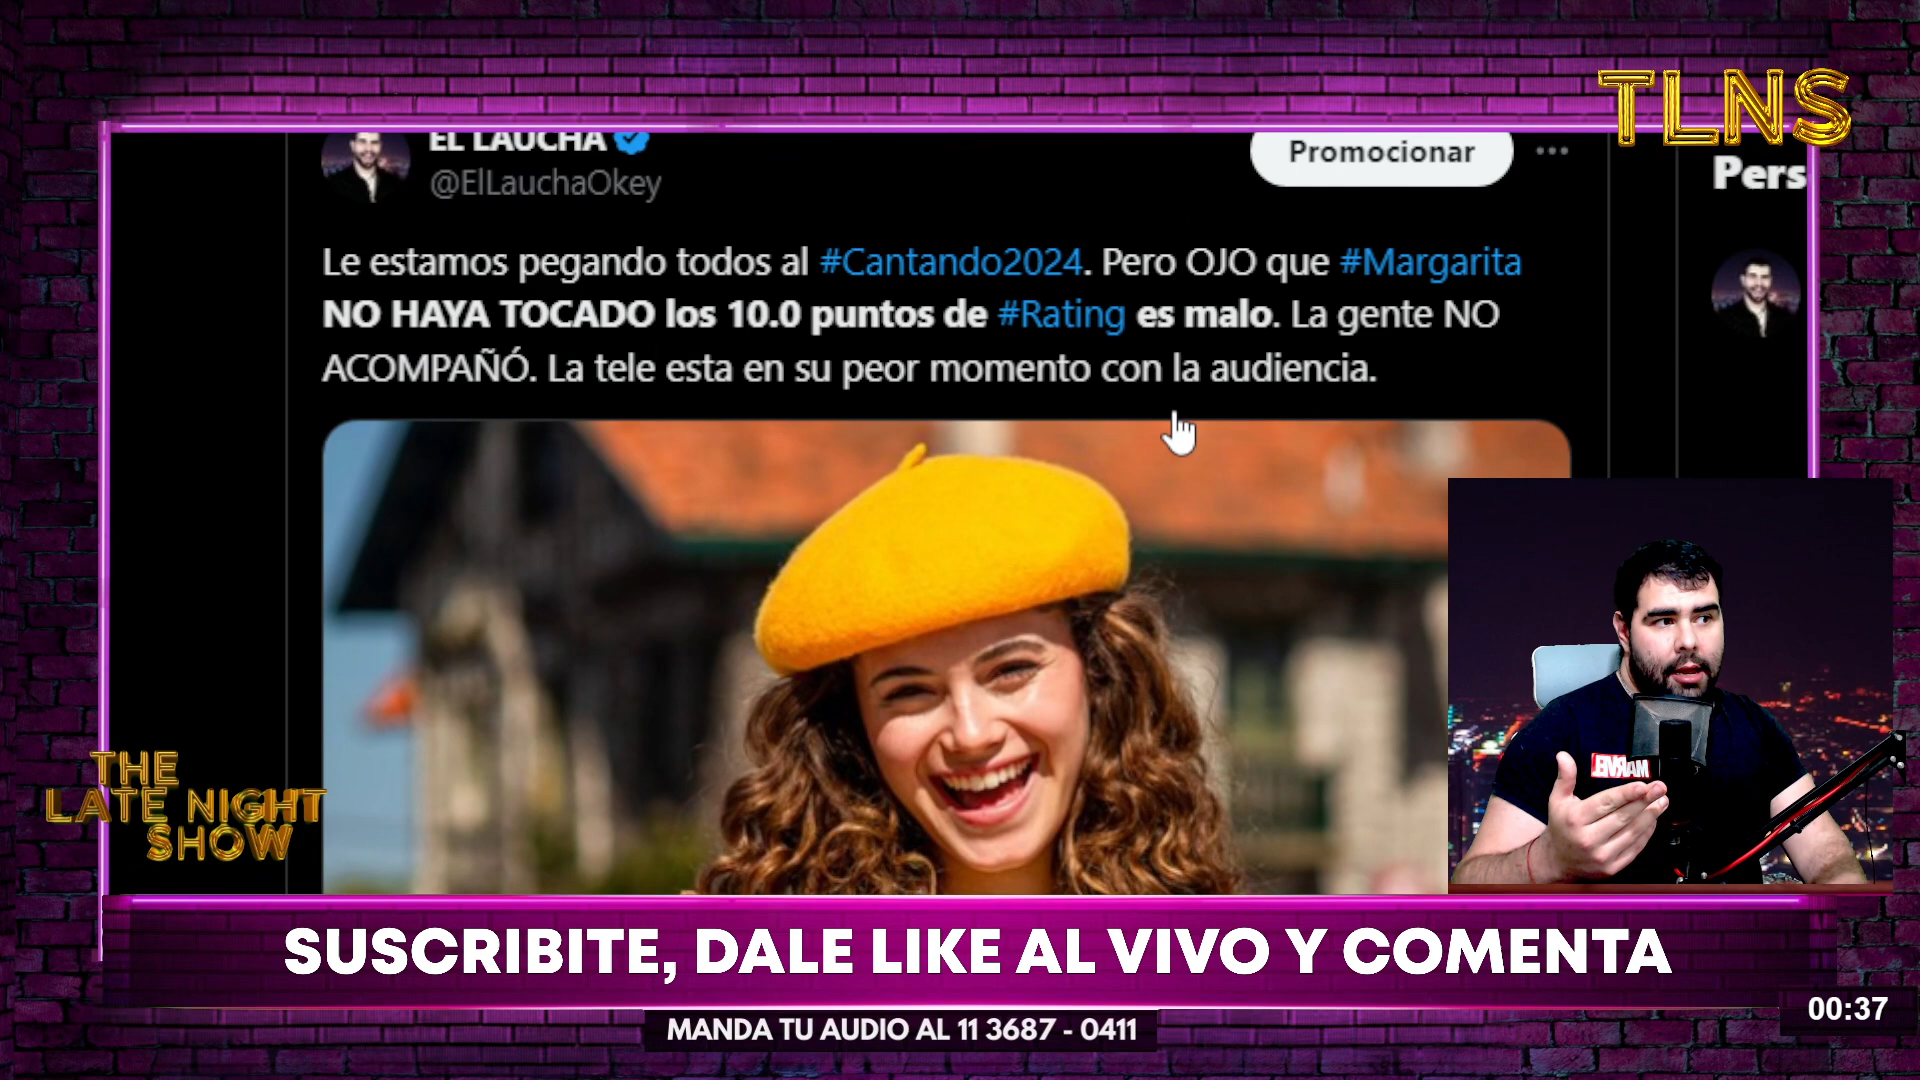 TLNS
EL LAUCHA
@ElLauchaOkey
Promocionar
Pers
Le estamos pegando todos al #Cantando2024. Pero OJO que #Margarita
NO HAYA TOCADO los 10.0 puntos de #Rating es malo. La gente NO
ACOMPAÑÓ. La tele esta en su peor momento con la audiencia.
MARVEL
THE
LATE NIGHT
SHOW
SUSCRIBITE, DALE LIKE AL VIVO Y COMENTA
00:37
MANDA TU AUDIO AL 11 3687 - 0411